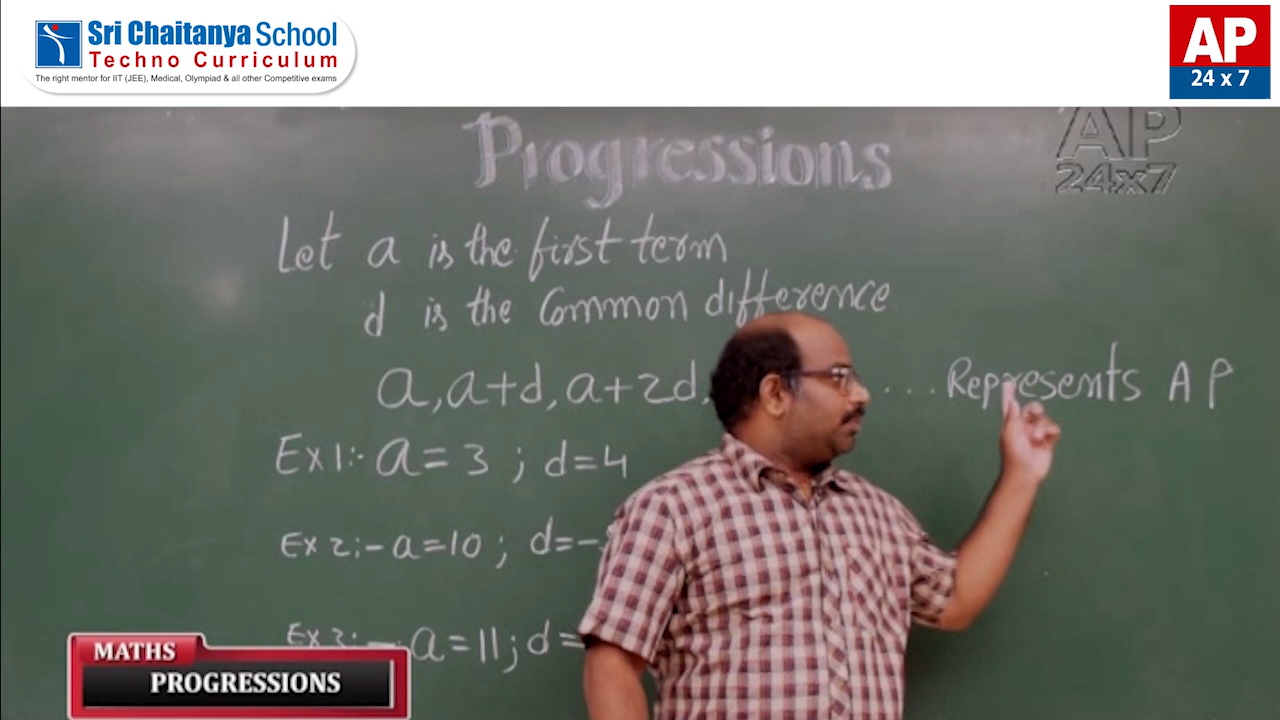 Sri Chaitanya School
Techno Curriculum
The right mentor for IIT (JEE), Medical, Olympiad & all other Competitive exams
AP
24 x 7
Progressions
AP
24x7
Let a is the first term
d is the Common difference
a, a+d, a+2d, ... Represents AP
Ex1:- a=3 ; d=4
Ex2:- a=10 ; d=-
Ex3:- a=11; d=
MATHS
PROGRESSIONS